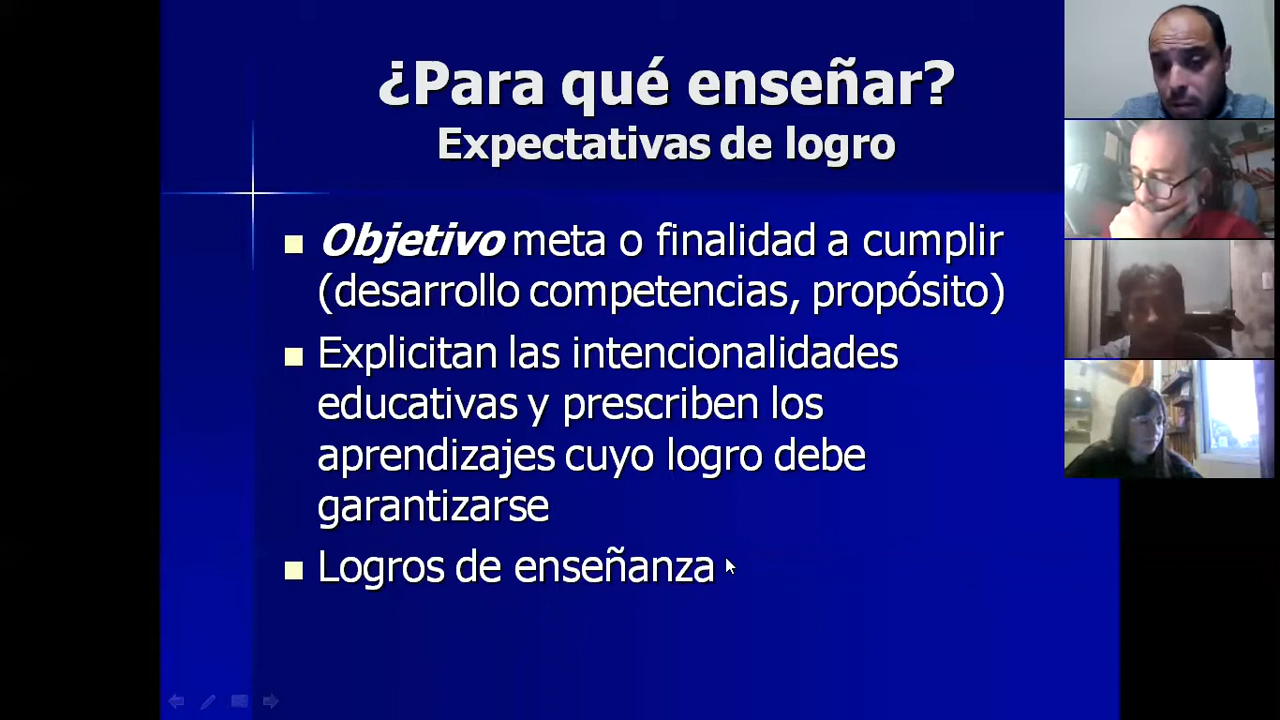 ¿Para qué enseñar?
Expectativas de logro
Objetivo meta o finalidad a cumplir
(desarrollo competencias, propósito)
Explicitan las intencionalidades
educativas y prescriben los
aprendizajes cuyo logro debe
garantizarse
Logros de enseñanza